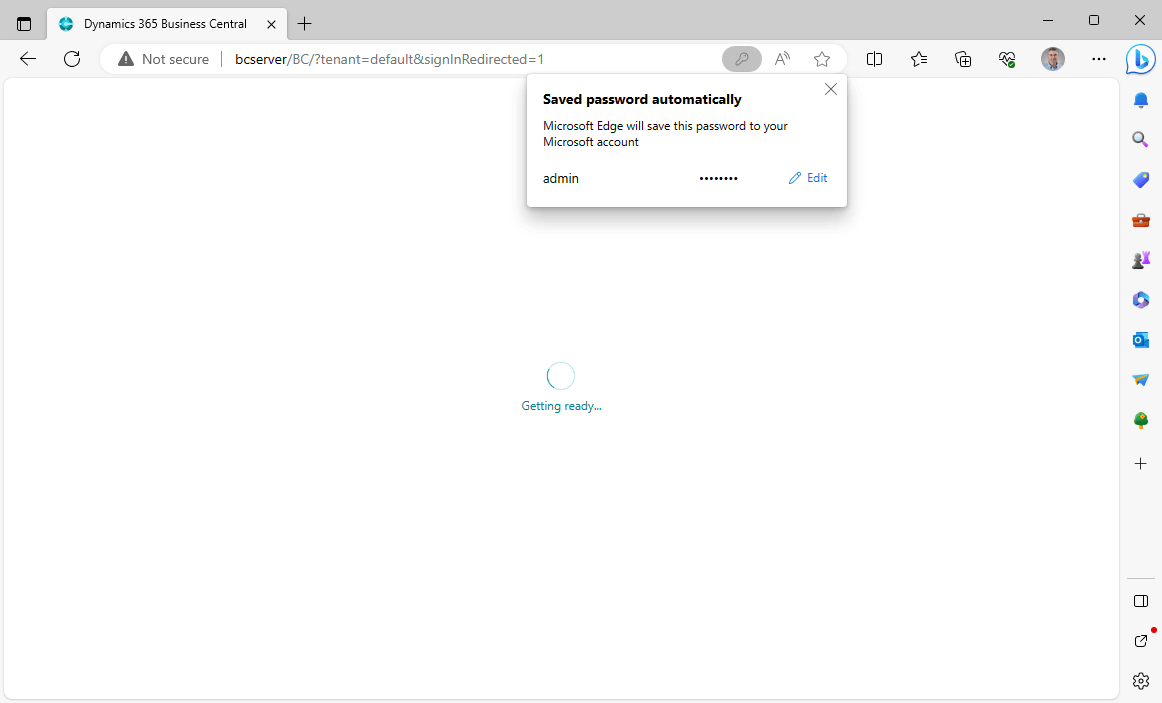 Dynamics 365 Business Central
Not secure
bcserver/BC/?tenant=default&signInRedirected=1
Saved password automatically
Microsoft Edge will save this password to your
Microsoft account
admin
••••••••
Edit
Getting ready...